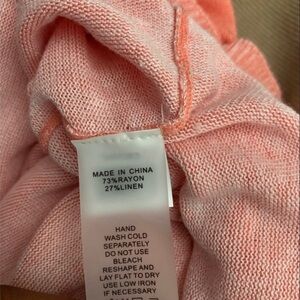 MADE IN CHINA
73%RAYON
27%LINEN
HAND
WASH COLD
SEPARATELY
DO NOT USE
BLEACH
RESHAPE AND
LAY FLAT TO DRY
USE LOW IRON
IF NECESSARY